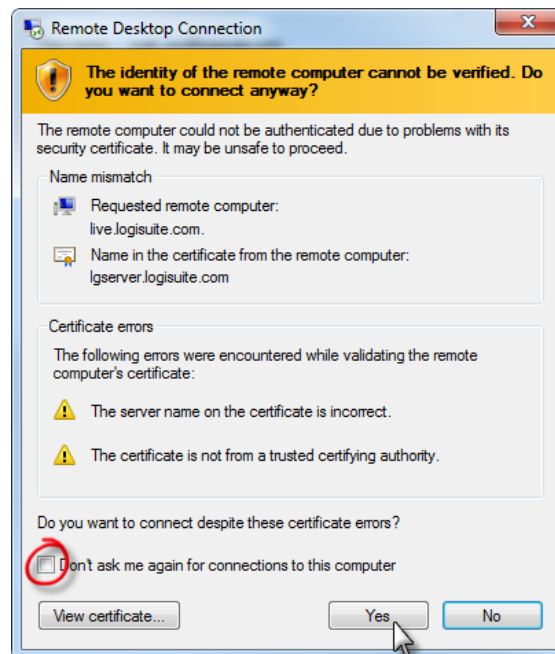 Remote Desktop Connection
The identity of the remote computer cannot be verified. Do
you want to connect anyway?
The remote computer could not be authenticated due to problems with its
security certificate. It may be unsafe to proceed.
Name mismatch
Requested remote computer:
live.logisuite.com.
Name in the certificate from the remote computer:
lgserver.logisuite.com
Certificate errors
The following errors were encountered while validating the remote
computer's certificate:
The server name on the certificate is incorrect.
The certificate is not from a trusted certifying authority.
Do you want to connect despite these certificate errors?
Don't ask me again for connections to this computer
View certificate...
Yes
No